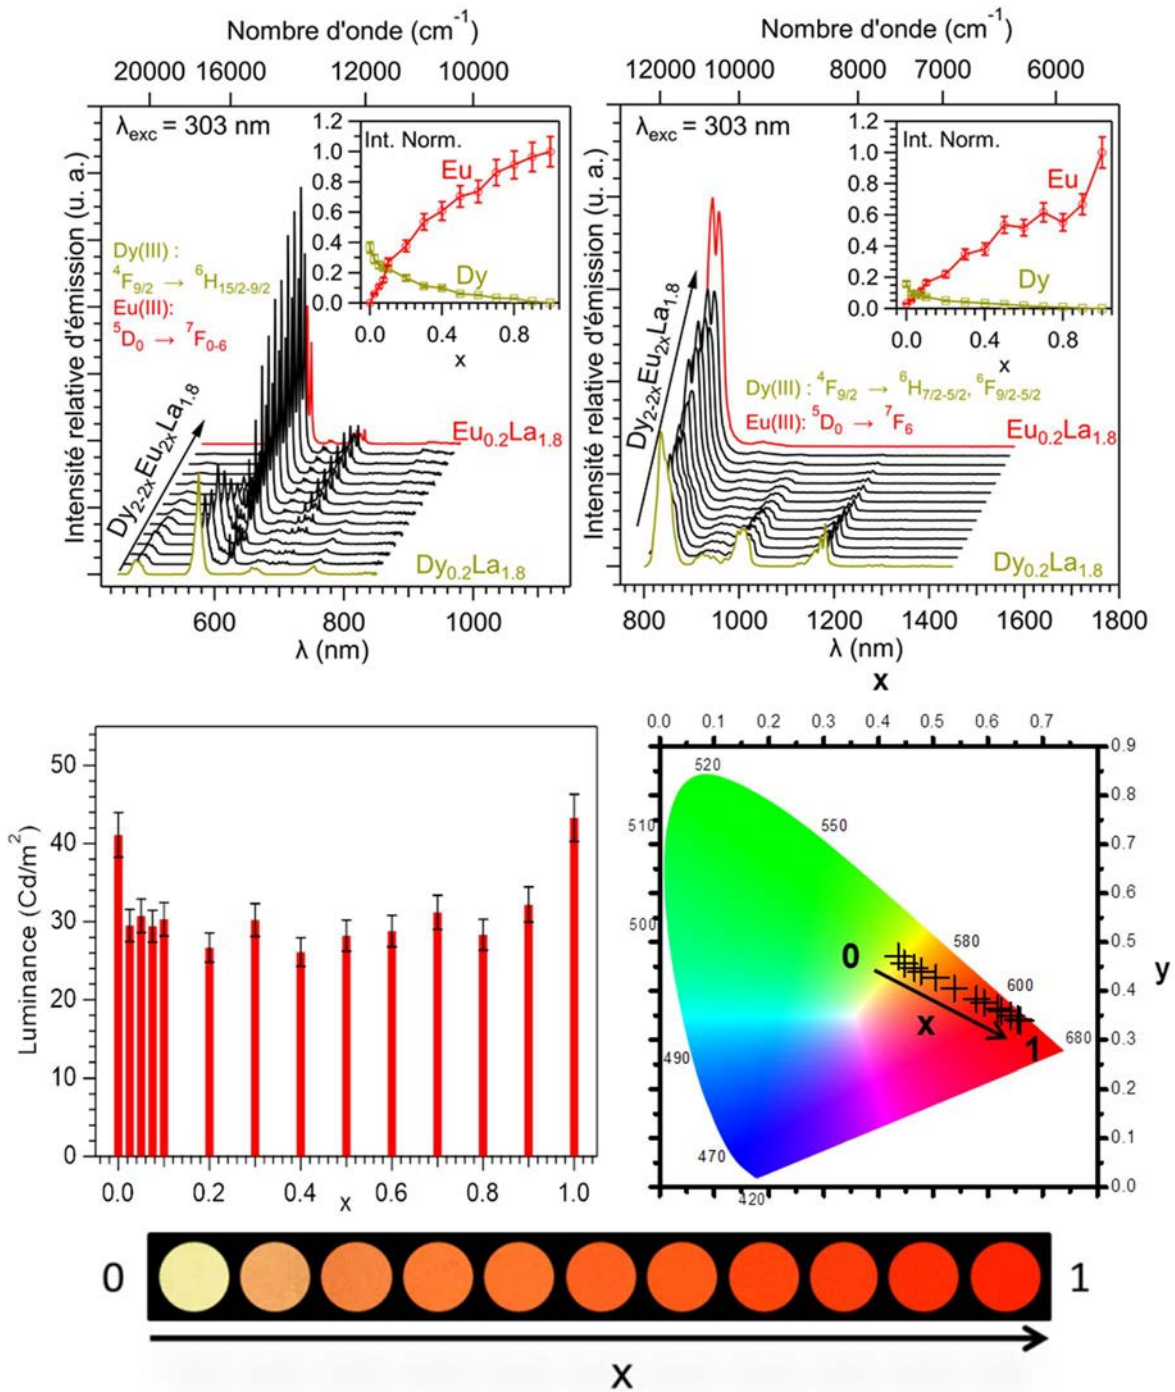 Nombre d'onde (cm⁻¹)
20000 16000 12000 10000
λexc = 303 nm
Int. Norm.
Eu
Dy
1.2
1.0
0.8
0.6
0.4
0.2
0.0
0.0 0.4 0.8
x
Intensité relative d'émission (u. a.)
Dy(III) :
⁴F9/2 → ⁶H15/2-9/2
Eu(III):
⁵D0 → ⁷F0-6
Dy2-2xEu2xLa1.8
Eu0.2La1.8
Dy0.2La1.8
600 800 1000
λ (nm)
Nombre d'onde (cm⁻¹)
12000 10000 8000 7000 6000
λexc = 303 nm
Int. Norm.
Eu
Dy
1.2
1.0
0.8
0.6
0.4
0.2
0.0
0.0 0.4 0.8
x
Intensité relative d'émission (u. a.)
Dy2-2xEu2xLa1.8
Dy(III) : ⁴F9/2 → ⁶H7/2-5/2, ⁶F9/2-5/2
Eu(III): ⁵D0 → ⁷F6
Eu0.2La1.8
Dy0.2La1.8
800 1000 1200 1400 1600 1800
λ (nm)
Luminance (Cd/m²)
50
40
30
20
10
0
0.0 0.2 0.4 0.6 0.8 1.0
x
x
0.0 0.1 0.2 0.3 0.4 0.5 0.6 0.7
0.9
0.8
0.7
0.6
0.5
0.4
0.3
0.2
0.1
0.0
y
520
510
550
500
580
600
680
490
470
420
0
x
1
0
1
x